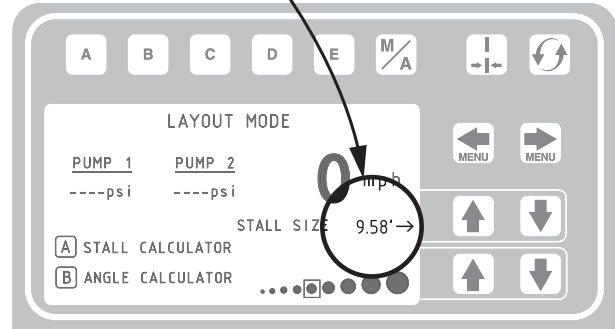 A B C D E M/A
LAYOUT MODE
MENU MENU
PUMP 1 PUMP 2 0 mph
----psi ----psi
STALL SIZE 9.58'→
A STALL CALCULATOR
B ANGLE CALCULATOR